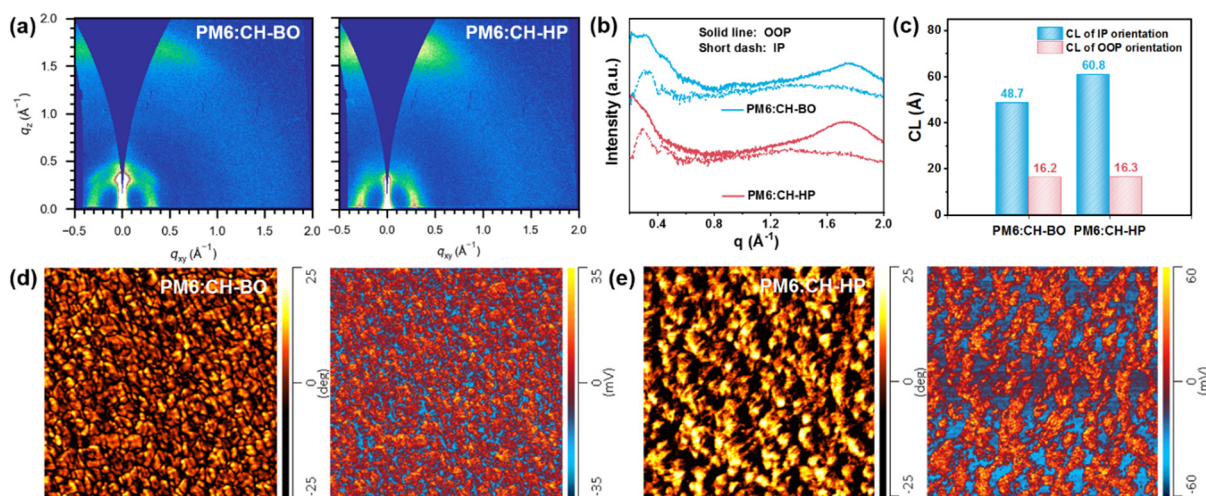 (a)
PM6:CH-BO
PM6:CH-HP
2.0
1.5
1.0
0.5
0.0
qz (Å⁻¹)
−0.5 0.0 0.5 1.0 1.5 2.0
qxy (Å⁻¹)
−0.5 0.0 0.5 1.0 1.5 2.0
qxy (Å⁻¹)
(b)
Solid line: OOP
Short dash: IP
PM6:CH-BO
PM6:CH-HP
Intensity (a.u.)
0.4 0.8 1.2 1.6 2.0
q (Å⁻¹)
(c)
CL of IP orientation
CL of OOP orientation
80
60
40
20
0
CL (Å)
48.7
16.2
60.8
16.3
PM6:CH-BO PM6:CH-HP
(d)
PM6:CH-BO
25
0
-25
(deg)
35
0
-35
(mV)
(e)
PM6:CH-HP
25
0
-25
(deg)
60
0
-60
(mV)